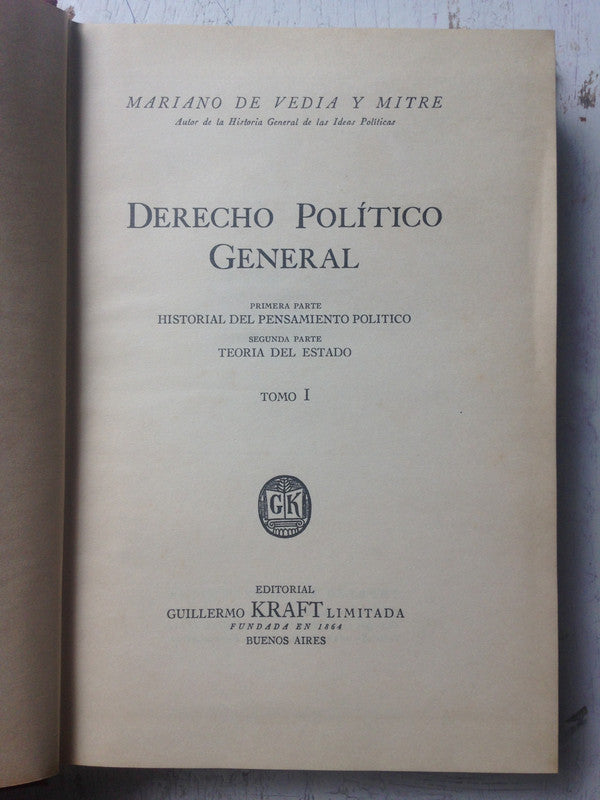 MARIANO DE VEDIA Y MITRE
Autor de la Historia General de las Ideas Políticas
DERECHO POLÍTICO
GENERAL
PRIMERA PARTE
HISTORIAL DEL PENSAMIENTO POLITICO
SEGUNDA PARTE
TEORIA DEL ESTADO
TOMO I
G K
EDITORIAL
GUILLERMO KRAFT LIMITADA
FUNDADA EN 1864
BUENOS AIRES